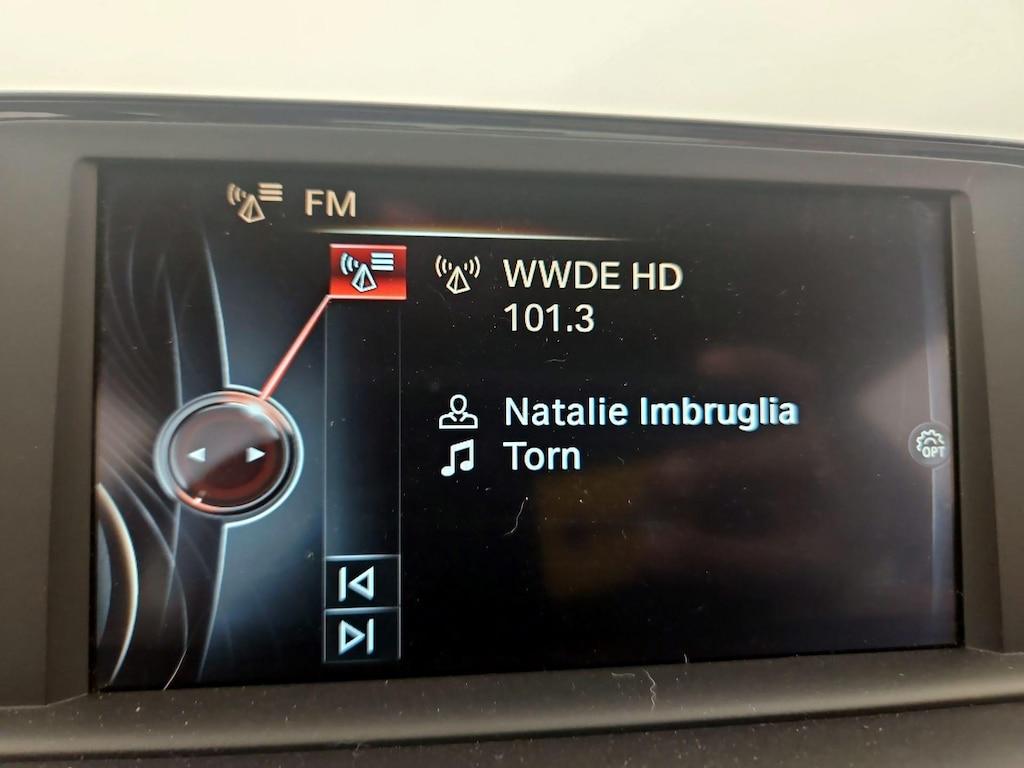 FM
WWDE HD
101.3
Natalie Imbruglia
Torn
OPT